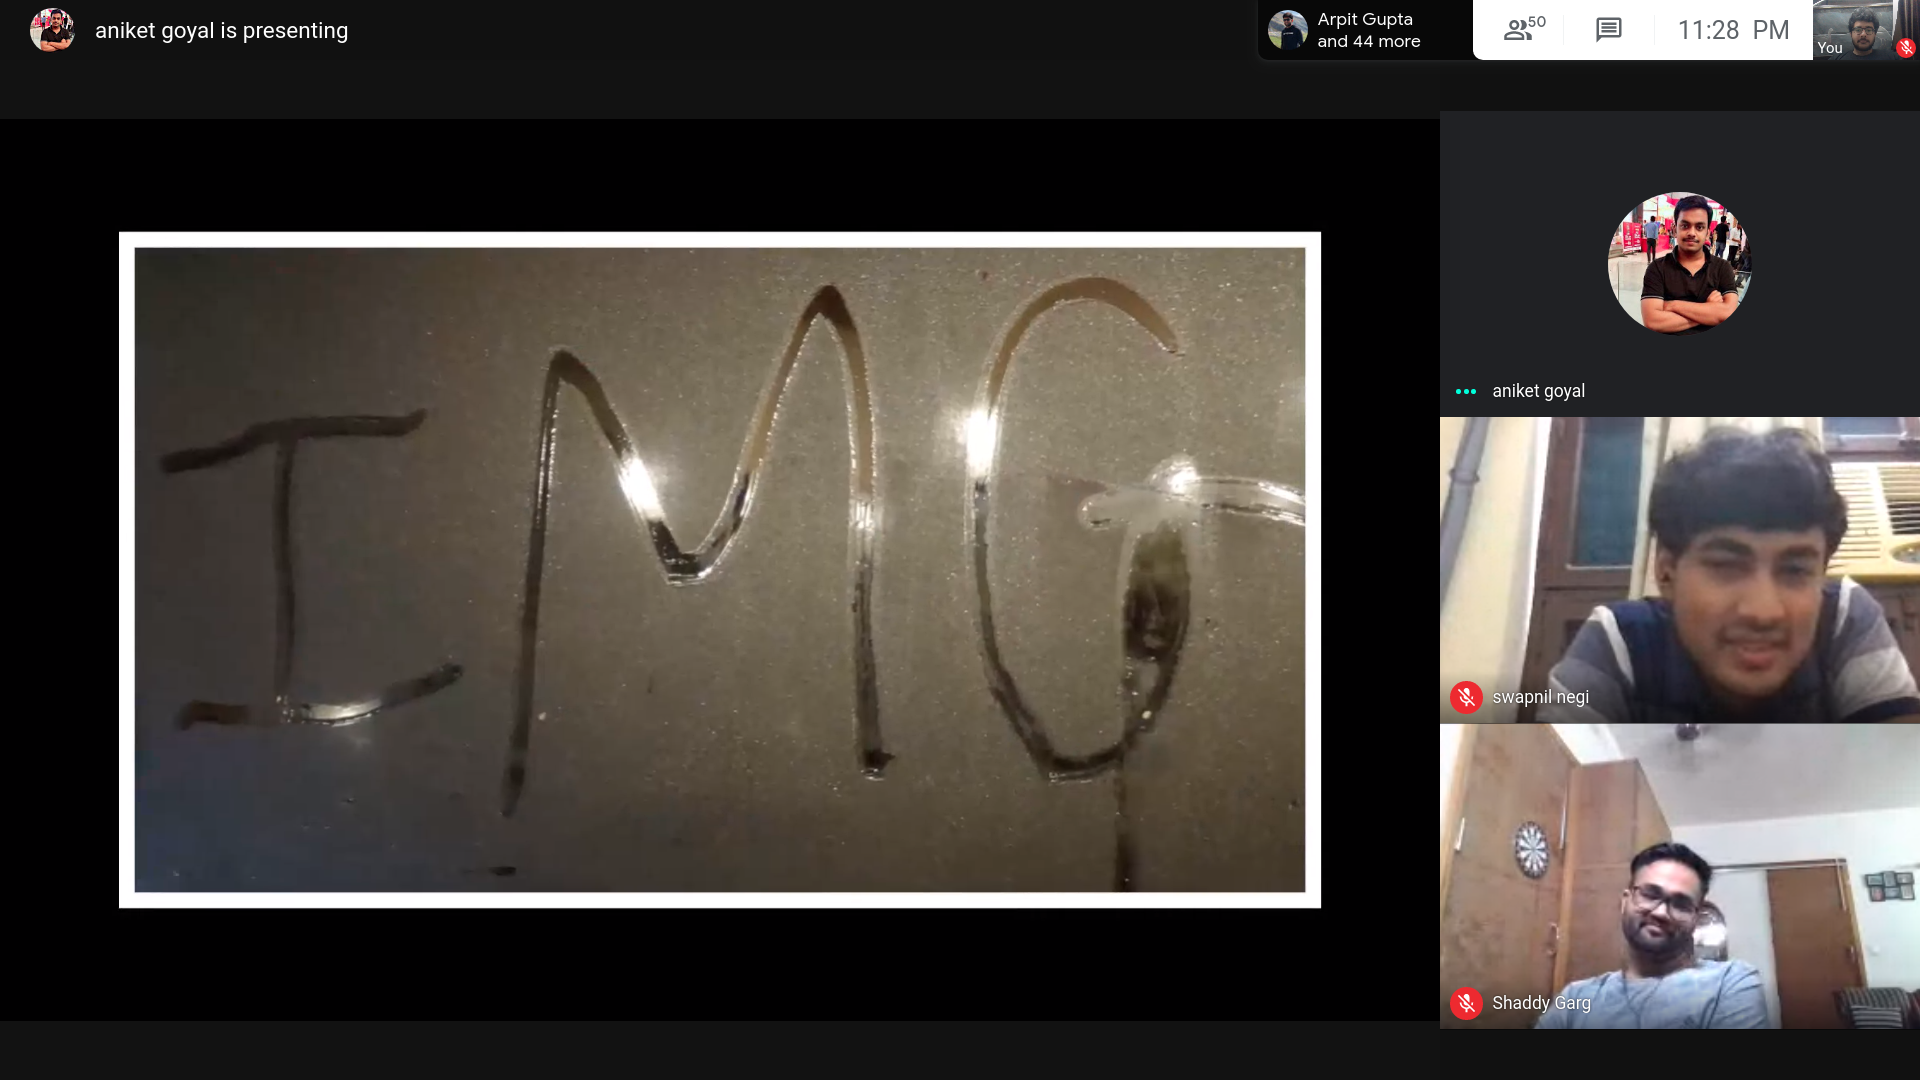 aniket goyal is presenting
Arpit Gupta
and 44 more
50
11:28 PM
You
IMG
aniket goyal
swapnil negi
Shaddy Garg